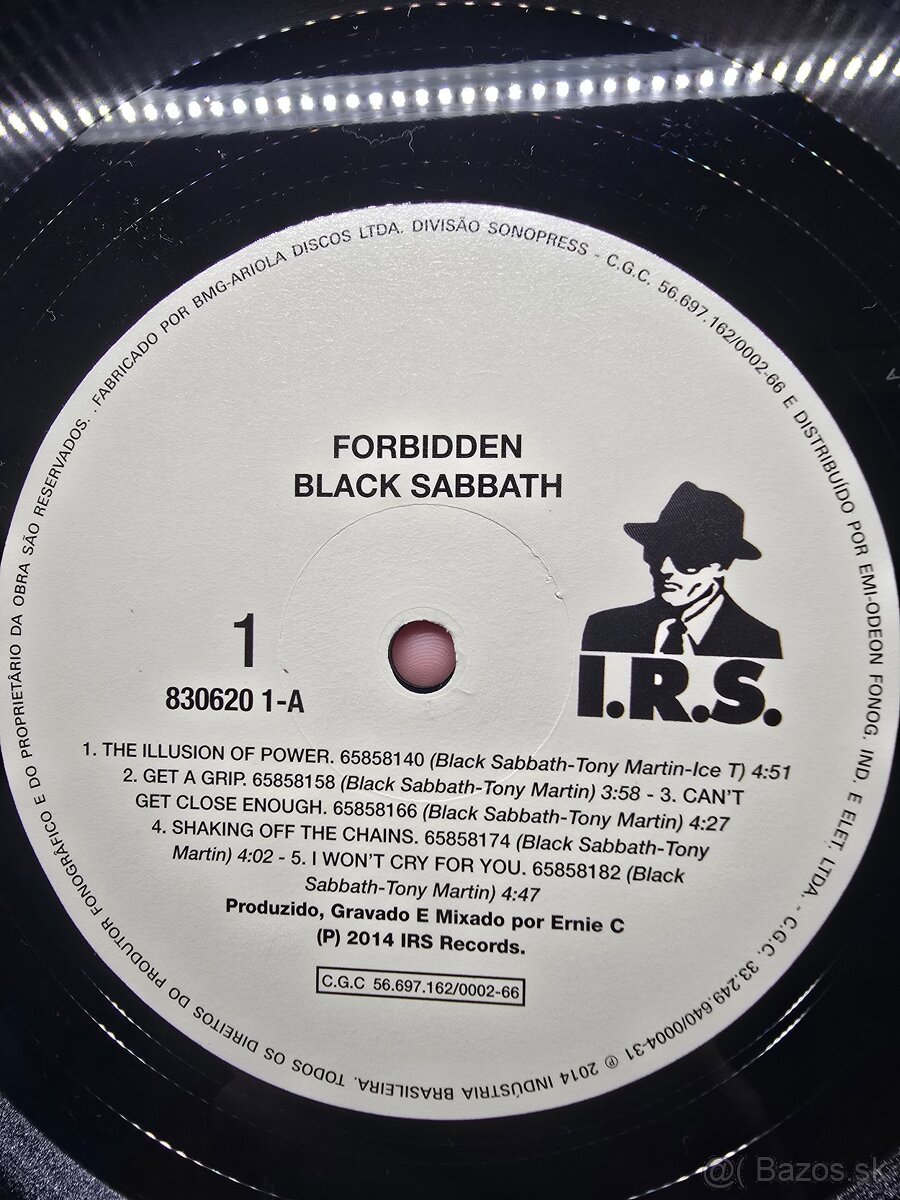 TODOS OS DIREITOS DO PRODUTOR FONOGRÁFICO E DO PROPRIETÁRIO DA OBRA SÃO RESERVADOS. . FABRICADO POR BMG-ARIOLA DISCOS LTDA. DIVISÃO SONOPRESS - C.G.C. 56.697.162/0002-66 E DISTRIBUÍDO POR EMI-ODEON FONOG. IND. E ELET. LTDA. - C.G.C. 33.249.640/0004-31 ℗ 2014 INDÚSTRIA BRASILEIRA.
FORBIDDEN
BLACK SABBATH
1
830620 1-A
I.R.S.
1. THE ILLUSION OF POWER. 65858140 (Black Sabbath-Tony Martin-Ice T) 4:51
2. GET A GRIP. 65858158 (Black Sabbath-Tony Martin) 3:58 - 3. CAN'T
GET CLOSE ENOUGH. 65858166 (Black Sabbath-Tony Martin) 4:27
4. SHAKING OFF THE CHAINS. 65858174 (Black Sabbath-Tony
Martin) 4:02 - 5. I WON'T CRY FOR YOU. 65858182 (Black
Sabbath-Tony Martin) 4:47
Produzido, Gravado E Mixado por Ernie C
(P) 2014 IRS Records.
C.G.C 56.697.162/0002-66
@( Bazos.sk